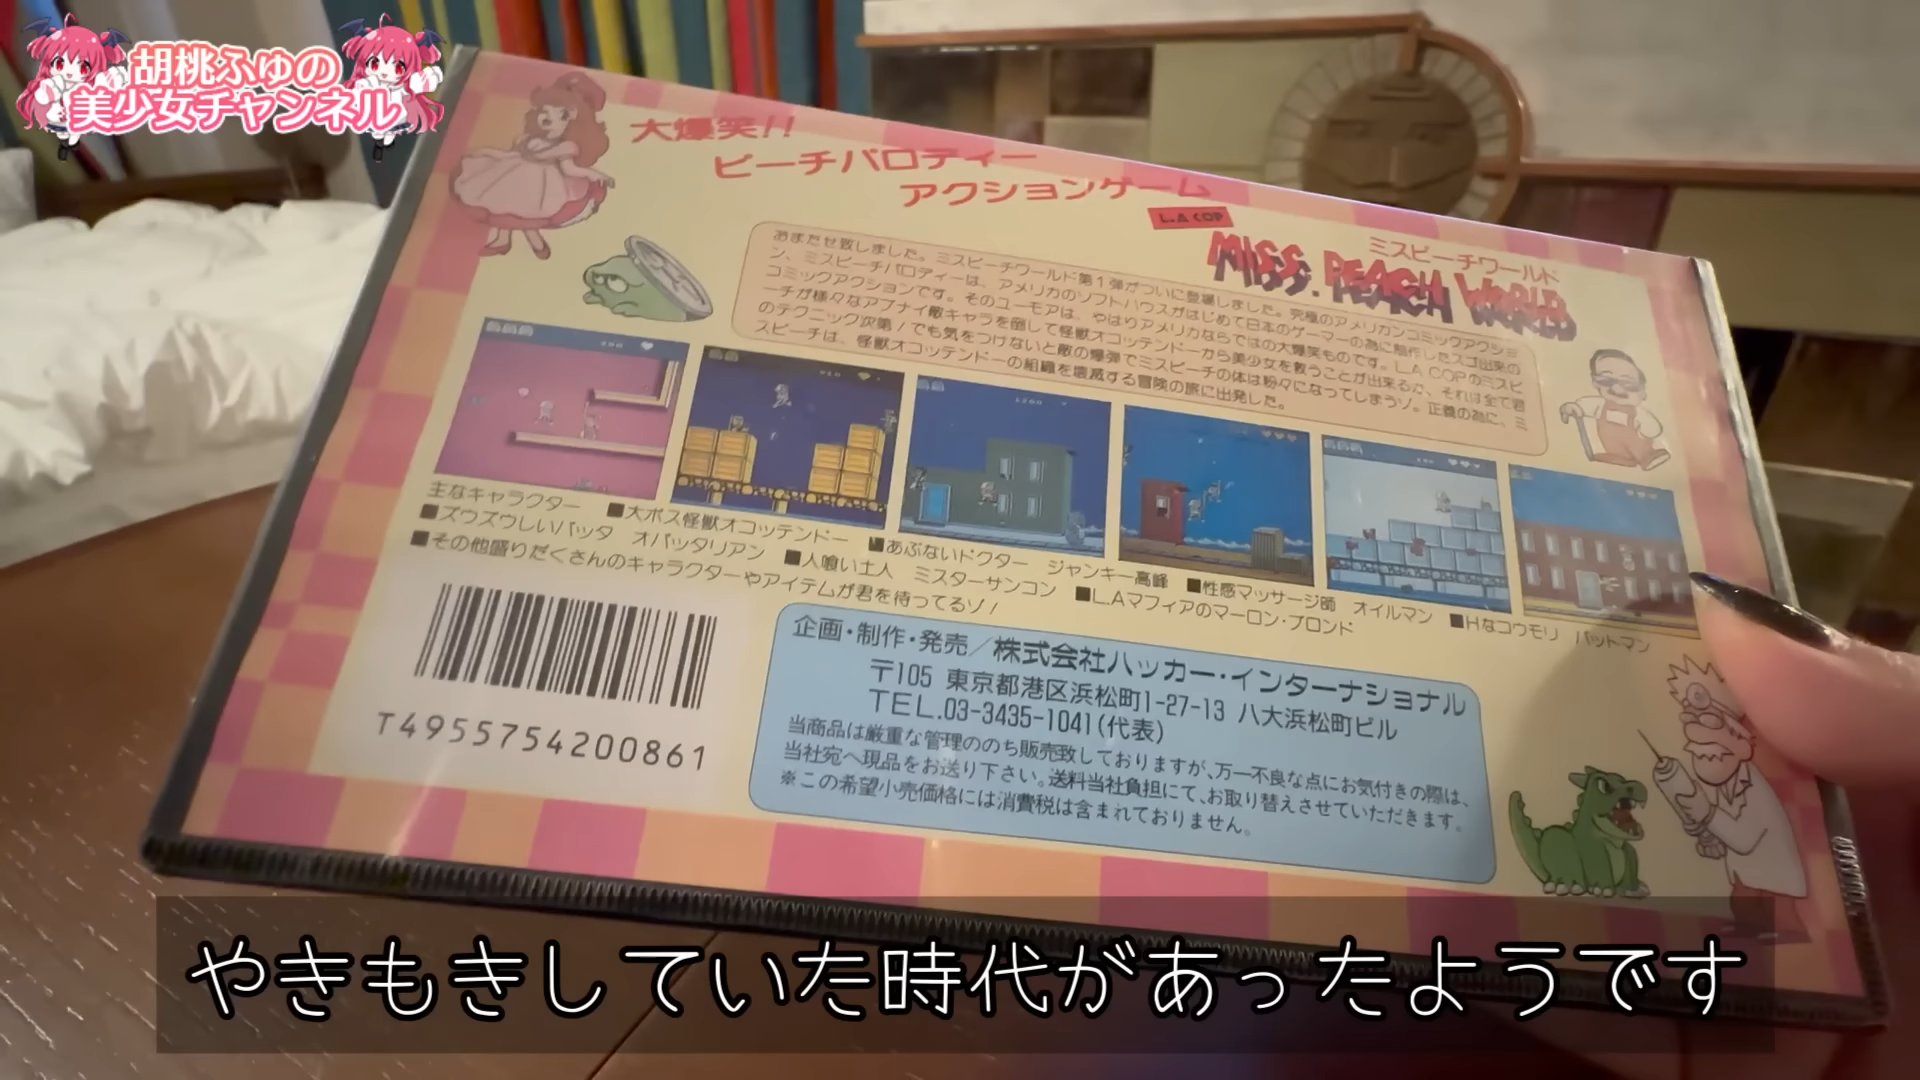 胡桃ふゆの
美少女チャンネル
大爆笑!!
ピーチパロディー
アクションゲーム
L.A COP
ミスピーチワールド
MISS. PEACH WORLD
おまたせ致しました。ミスピーチワールド第1弾がついに登場しました。究極のアメリカンコミックアクショ
ン、ミスピーチパロディーは、アメリカのソフトハウスがはじめて日本のゲーマーの為に制作したスゴ出来の
コミックアクションです。そのユーモアは、やはりアメリカならではの大爆笑ものです。L.A.COPのミスピ
ーチが様々なアブナイ敵キャラを倒して怪獣オコッテンドーから美少女を救うことが出来るか、それは全て君
のテクニック次第!でも気をつけないと敵の爆弾でミスピーチの体は粉々になってしまうゾ。正義の為に、ミ
スピーチは、怪獣オコッテンドーの組織を壊滅する冒険の旅に出発した。
主なキャラクター ■大ボス怪獣オコッテンドー ■あぶないドクター ジャンキー高峰 ■性感マッサージ師 オイルマン ■Hなコウモリ バットマン
■ズウズウしいバッタ オバッタリアン ■人喰い土人 ミスターサンコン ■L.Aマフィアのマーロン・ブロンド
■その他盛りだくさんのキャラクターやアイテムが君を待ってるゾ!
T4955754200861
企画・制作・発売/株式会社ハッカー・インターナショナル
〒105 東京都港区浜松町1-27-13 八大浜松町ビル
TEL.03-3435-1041(代表)
当商品は厳重な管理ののち販売致しておりますが、万一不良な点にお気付きの際は、
当社宛へ現品をお送り下さい。送料当社負担にて、お取り替えさせていただきます。
※この希望小売価格には消費税は含まれておりません。
やきもきしていた時代があったようです